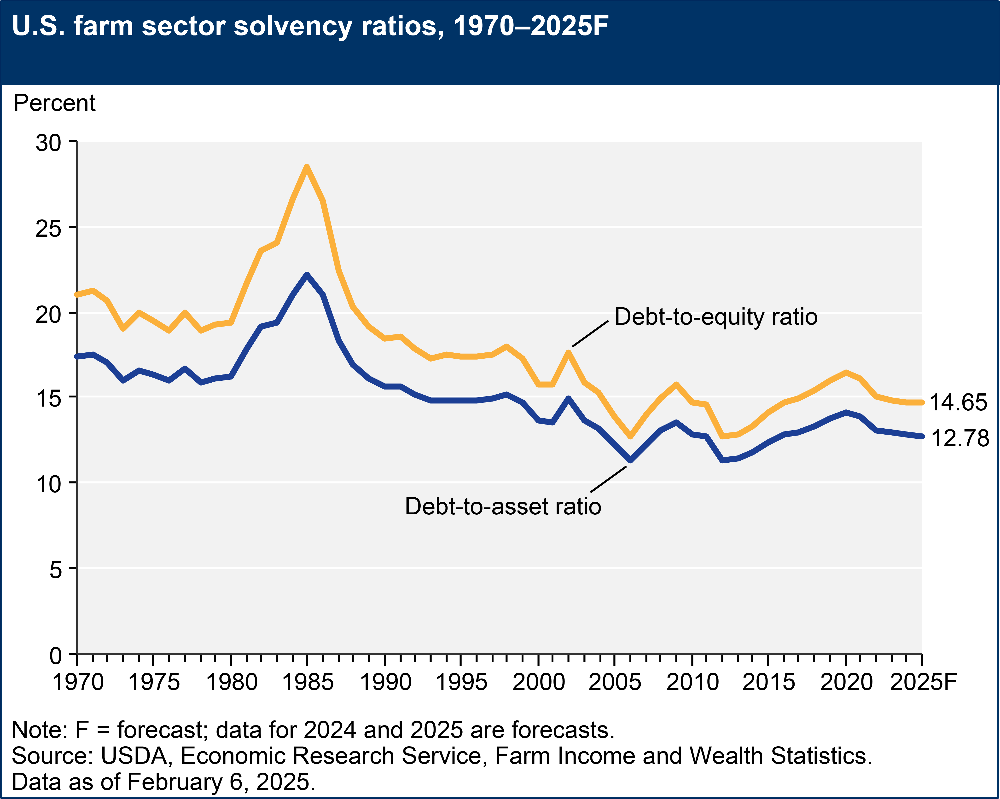 U.S. farm sector solvency ratios, 1970–2025F
Percent
30
25
20
15
10
5
0
Debt-to-equity ratio
14.65
12.78
Debt-to-asset ratio
1970 1975 1980 1985 1990 1995 2000 2005 2010 2015 2020 2025F
Note: F = forecast; data for 2024 and 2025 are forecasts.
Source: USDA, Economic Research Service, Farm Income and Wealth Statistics.
Data as of February 6, 2025.